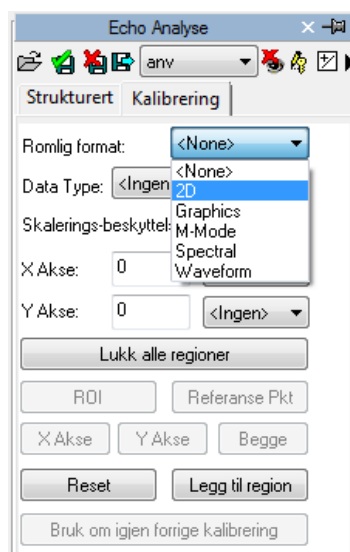 Echo Analyse
anv
Strukturert Kalibrering
Romlig format: <None>
<None>
Data Type: <Ingen
2D
Graphics
Skalerings-beskyttel
M-Mode
Spectral
X Akse: 0
Waveform
Y Akse: 0 <Ingen>
Lukk alle regioner
ROI Referanse Pkt
X Akse Y Akse Begge
Reset Legg til region
Bruk om igjen forrige kalibrering